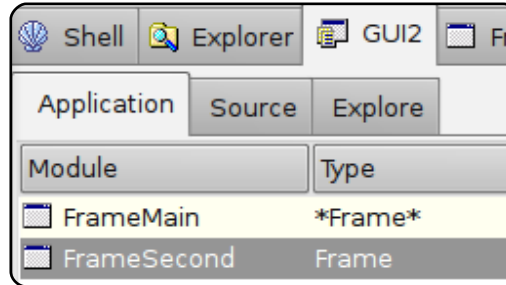 Shell Explorer GUI2
Application Source Explore
Module Type
FrameMain *Frame*
FrameSecond Frame